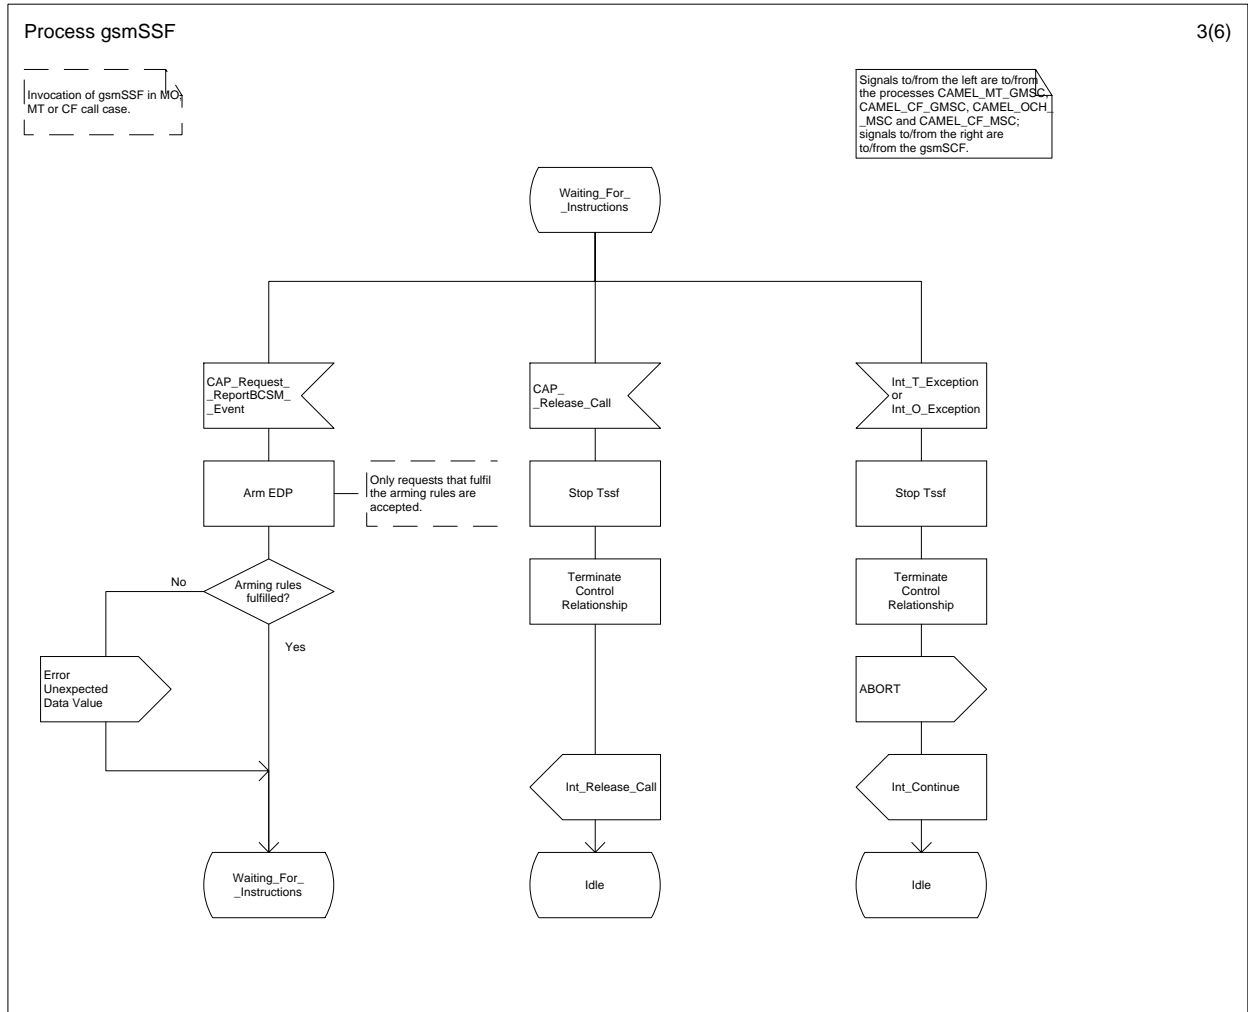 Process gsmSSF
3(6)
Invocation of gsmSSF in MO,
MT or CF call case.
Signals to/from the left are to/from
the processes CAMEL_MT_GMSC,
CAMEL_CF_GMSC, CAMEL_OCH_
_MSC and CAMEL_CF_MSC;
signals to/from the right are
to/from the gsmSCF.
Waiting_For_
_Instructions
CAP_Request_
_ReportBCSM_
_Event
CAP_
_Release_Call
Int_T_Exception
or
Int_O_Exception
Arm EDP
Only requests that fulfil
the arming rules are
accepted.
Stop Tssf
Stop Tssf
No
Arming rules
fulfilled?
Yes
Terminate
Control
Relationship
Terminate
Control
Relationship
Error
Unexpected
Data Value
ABORT
Int_Release_Call
Int_Continue
Waiting_For_
_Instructions
Idle
Idle